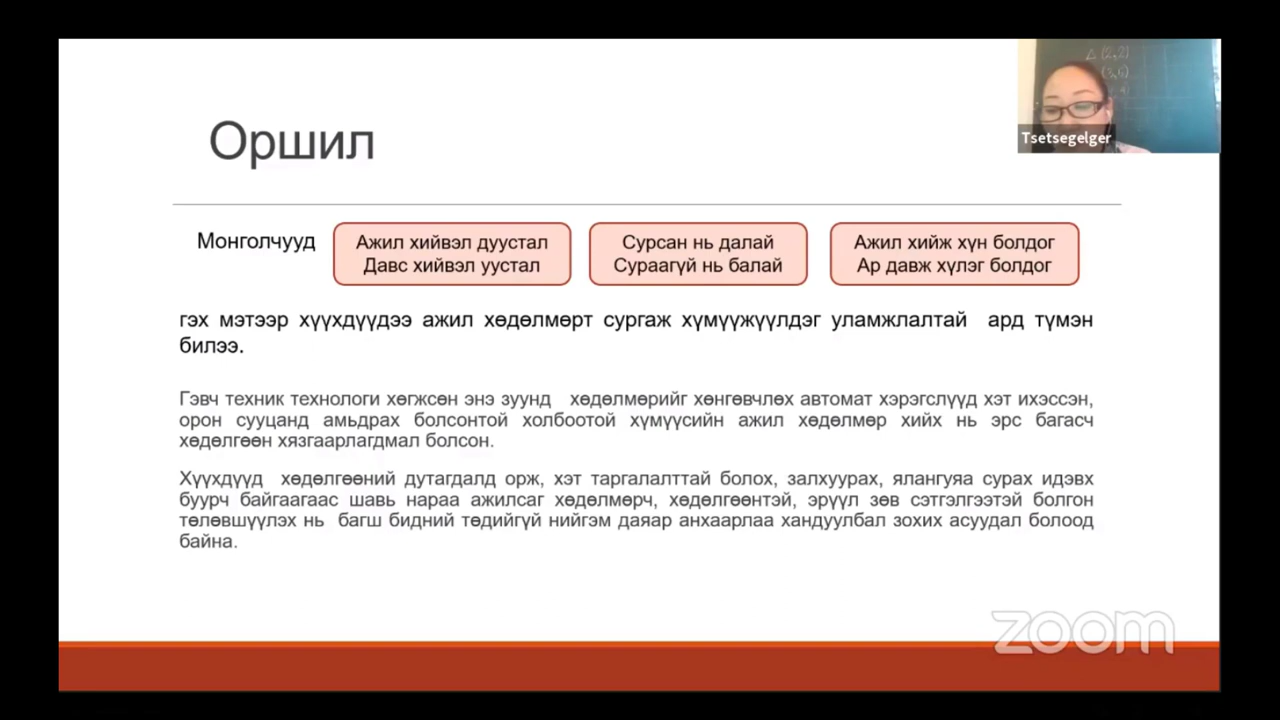 Оршил
Tsetsegelger
Монголчууд
Ажил хийвэл дуустал
Давс хийвэл уустал
Сурсан нь далай
Сураагүй нь балай
Ажил хийж хүн болдог
Ар давж хүлэг болдог
гэх мэтээр хүүхдүүдээ ажил хөдөлмөрт сургаж хүмүүжүүлдэг уламжлалтай ард түмэн
билээ.
Гэвч техник технологи хөгжсөн энэ зуунд хөдөлмөрийг хөнгөвчлөх автомат хэрэгслүүд хэт ихэссэн,
орон сууцанд амьдрах болсонтой холбоотой хүмүүсийн ажил хөдөлмөр хийх нь эрс багасч
хөдөлгөөн хязгаарлагдмал болсон.
Хүүхдүүд хөдөлгөөний дутагдалд орж, хэт таргалалттай болох, залхуурах, ялангуяа сурах идэвх
буурч байгаагаас шавь нараа ажилсаг хөдөлмөрч, хөдөлгөөнтэй, эрүүл зөв сэтгэлгээтэй болгон
төлөвшүүлэх нь багш бидний төдийгүй нийгэм даяар анхаарлаа хандуулбал зохих асуудал болоод
байна.
zoom